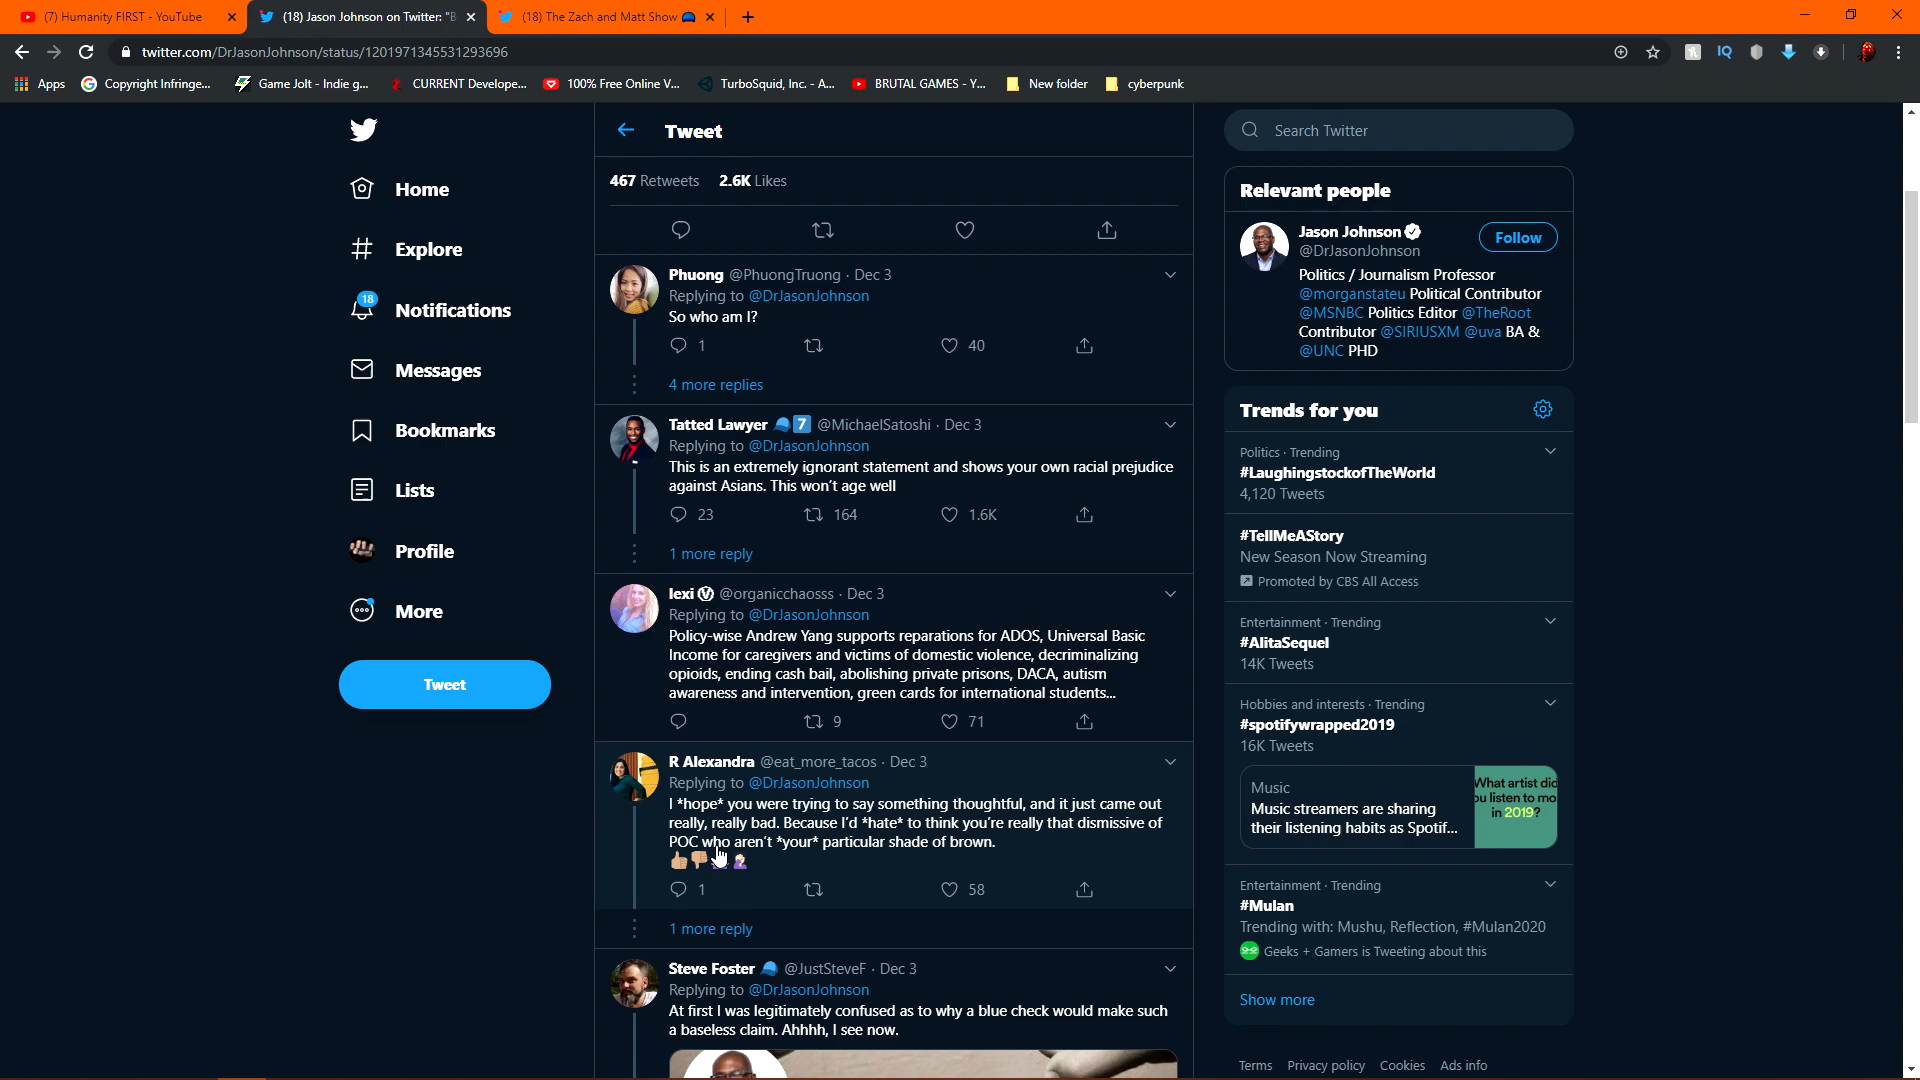 (7) Humanity FIRST - YouTube
(18) Jason Johnson on Twitter: "B
(18) The Zach and Matt Show
twitter.com/DrJasonJohnson/status/1201971345531293696
Apps
Copyright Infringe...
Game Jolt - Indie g...
CURRENT Develope...
100% Free Online V...
TurboSquid, Inc. - A...
BRUTAL GAMES - Y...
New folder
cyberpunk
Home
Explore
18
Notifications
Messages
Bookmarks
Lists
Profile
More
Tweet
Tweet
467 Retweets 2.6K Likes
Phuong @PhuongTruong · Dec 3
Replying to @DrJasonJohnson
So who am I?
1 40
4 more replies
Tatted Lawyer 🧢7️⃣ @MichaelSatoshi · Dec 3
Replying to @DrJasonJohnson
This is an extremely ignorant statement and shows your own racial prejudice
against Asians. This won't age well
23 164 1.6K
1 more reply
lexi Ⓥ @organicchaosss · Dec 3
Replying to @DrJasonJohnson
Policy-wise Andrew Yang supports reparations for ADOS, Universal Basic
Income for caregivers and victims of domestic violence, decriminalizing
opioids, ending cash bail, abolishing private prisons, DACA, autism
awareness and intervention, green cards for international students...
9 71
R Alexandra @eat_more_tacos · Dec 3
Replying to @DrJasonJohnson
I *hope* you were trying to say something thoughtful, and it just came out
really, really bad. Because I'd *hate* to think you're really that dismissive of
POC who aren't *your* particular shade of brown.
1 58
1 more reply
Steve Foster 🧢 @JustSteveF · Dec 3
Replying to @DrJasonJohnson
At first I was legitimately confused as to why a blue check would make such
a baseless claim. Ahhhh, I see now.
Search Twitter
Relevant people
Jason Johnson
@DrJasonJohnson
Follow
Politics / Journalism Professor
@morganstateu Political Contributor
@MSNBC Politics Editor @TheRoot
Contributor @SIRIUSXM @uva BA &
@UNC PHD
Trends for you
Politics · Trending
#LaughingstockofTheWorld
4,120 Tweets
#TellMeAStory
New Season Now Streaming
Promoted by CBS All Access
Entertainment · Trending
#AlitaSequel
14K Tweets
Hobbies and interests · Trending
#spotifywrapped2019
16K Tweets
Music
Music streamers are sharing
their listening habits as Spotif...
What artist did
ou listen to mo
in 2019?
Entertainment · Trending
#Mulan
Trending with: Mushu, Reflection, #Mulan2020
Geeks + Gamers is Tweeting about this
Show more
Terms Privacy policy Cookies Ads info